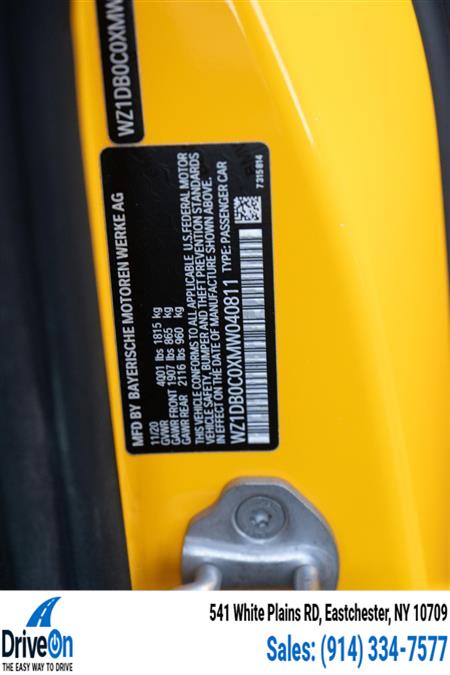 WZ1DB0C0XMW
MFD BY BAYERISCHE MOTOREN WERKE AG
11/20
GVWR 4001 lbs 1815 kg
GAWR FRONT 1907 lbs 865 kg
GAWR REAR 2116 lbs 960 kg
THIS VEHICLE CONFORMS TO ALL APPLICABLE U.S.FEDERAL MOTOR
VEHICLE SAFETY, BUMPER AND THEFT PREVENTION STANDARDS
IN EFFECT ON THE DATE OF MANUFACTURE SHOWN ABOVE.
WZ1DB0C0XMW040811 TYPE: PASSENGER CAR
7315814
DriveOn
THE EASY WAY TO DRIVE
541 White Plains RD, Eastchester, NY 10709
Sales: (914) 334-7577